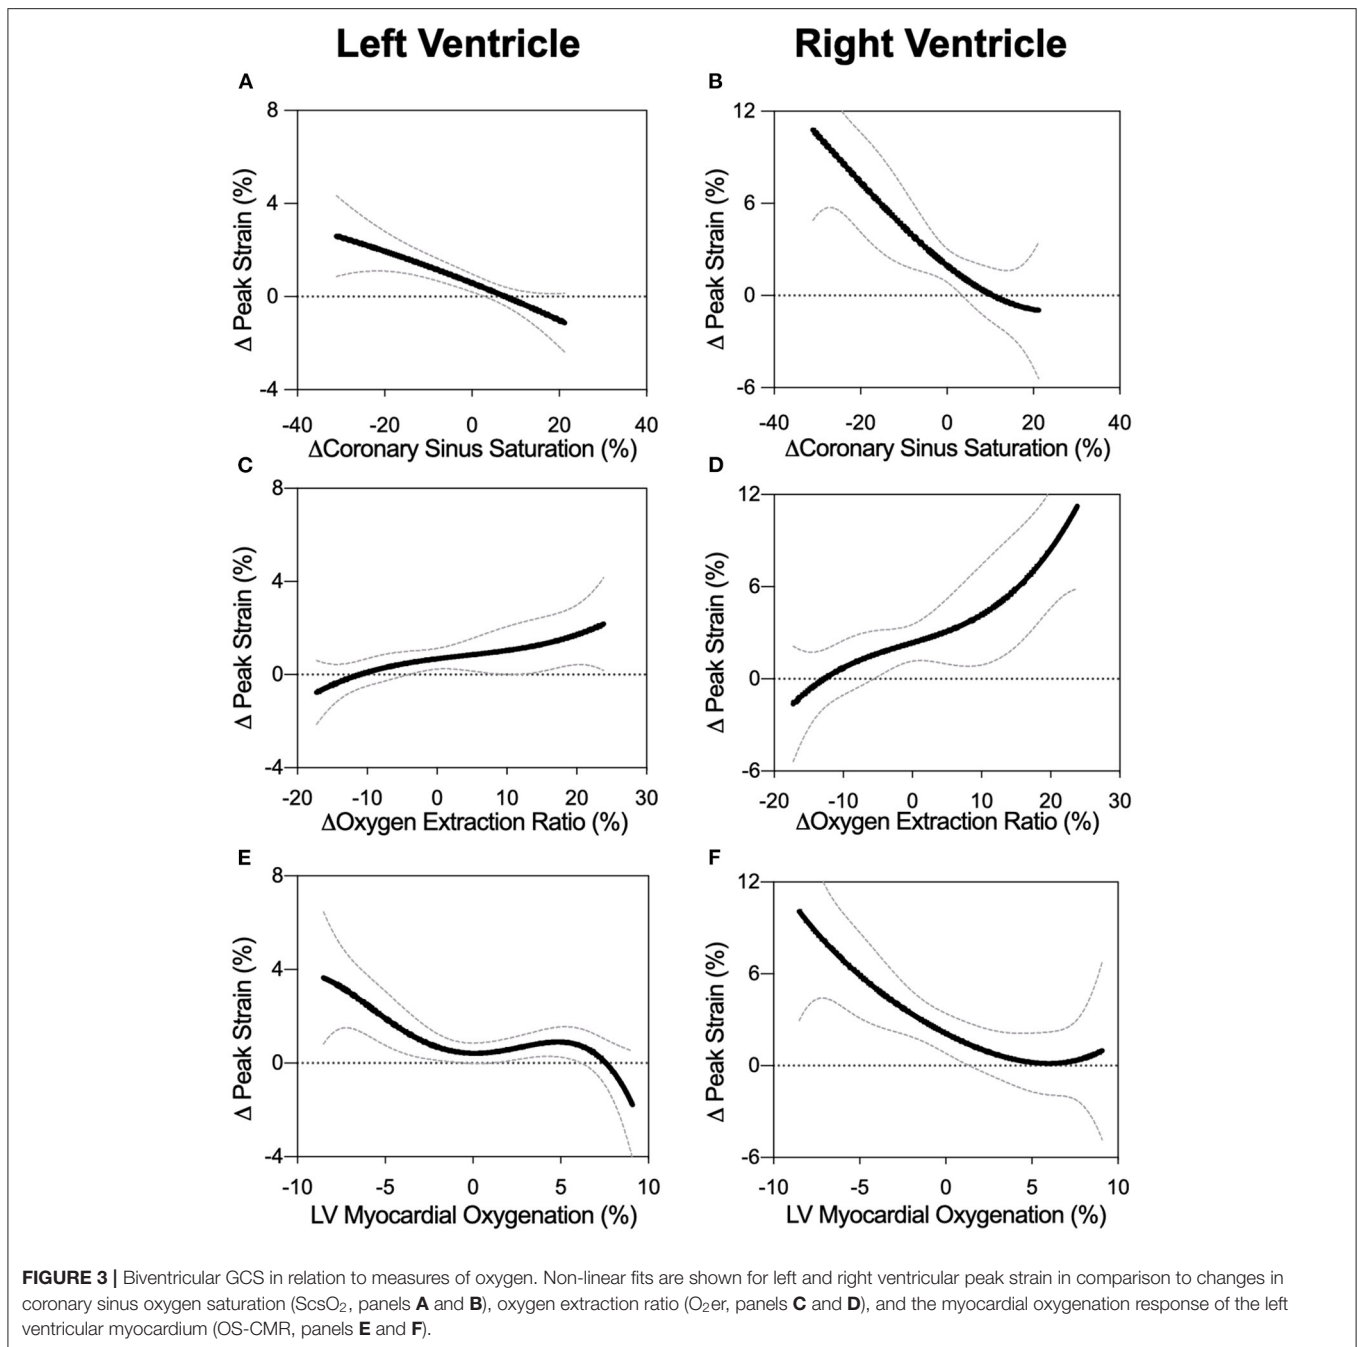 Left Ventricle
Right Ventricle
A
8
4
0
-4
Δ Peak Strain (%)
-40 -20 0 20 40
ΔCoronary Sinus Saturation (%)
B
12
6
0
-6
Δ Peak Strain (%)
-40 -20 0 20 40
ΔCoronary Sinus Saturation (%)
C
8
4
0
-4
Δ Peak Strain (%)
-20 -10 0 10 20 30
ΔOxygen Extraction Ratio (%)
D
12
6
0
-6
Δ Peak Strain (%)
-20 -10 0 10 20 30
ΔOxygen Extraction Ratio (%)
E
8
4
0
-4
Δ Peak Strain (%)
-10 -5 0 5 10
LV Myocardial Oxygenation (%)
F
12
6
0
-6
Δ Peak Strain (%)
-10 -5 0 5 10
LV Myocardial Oxygenation (%)
FIGURE 3 | Biventricular GCS in relation to measures of oxygen. Non-linear fits are shown for left and right ventricular peak strain in comparison to changes in
coronary sinus oxygen saturation (ScsO₂, panels A and B), oxygen extraction ratio (O₂er, panels C and D), and the myocardial oxygenation response of the left
ventricular myocardium (OS-CMR, panels E and F).